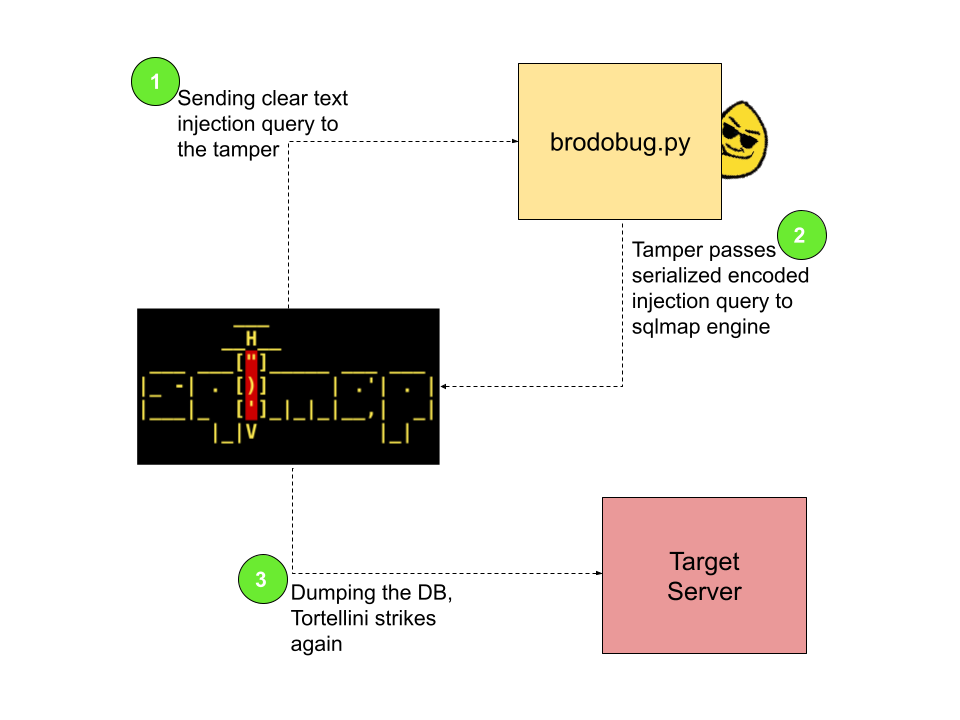 1
Sending clear text
injection query to
the tamper
brodobug.py
2
Tamper passes
serialized encoded
injection query to
sqlmap engine
3
Dumping the DB,
Tortellini strikes
again
Target
Server